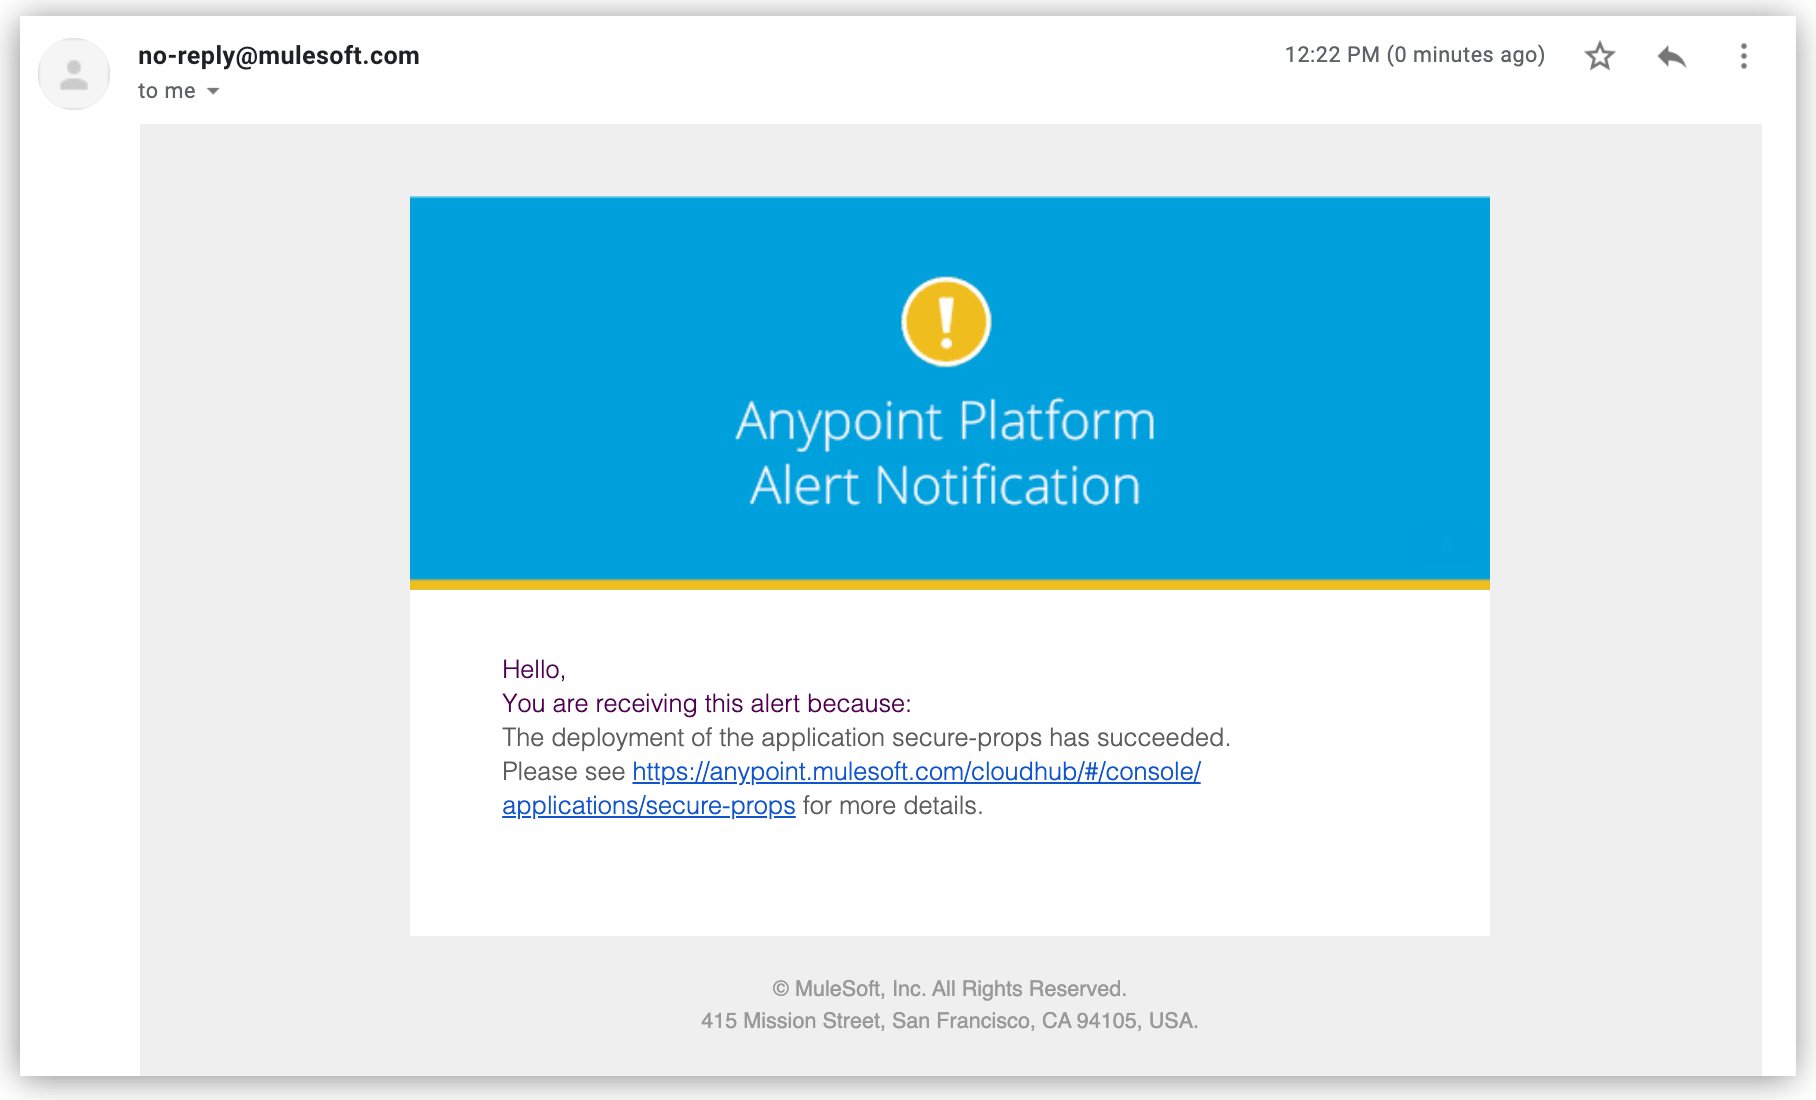 no-reply@mulesoft.com
12:22 PM (0 minutes ago)
to me
Anypoint Platform
Alert Notification
Hello,
You are receiving this alert because:
The deployment of the application secure-props has succeeded.
Please see https://anypoint.mulesoft.com/cloudhub/#/console/
applications/secure-props for more details.
© MuleSoft, Inc. All Rights Reserved.
415 Mission Street, San Francisco, CA 94105, USA.